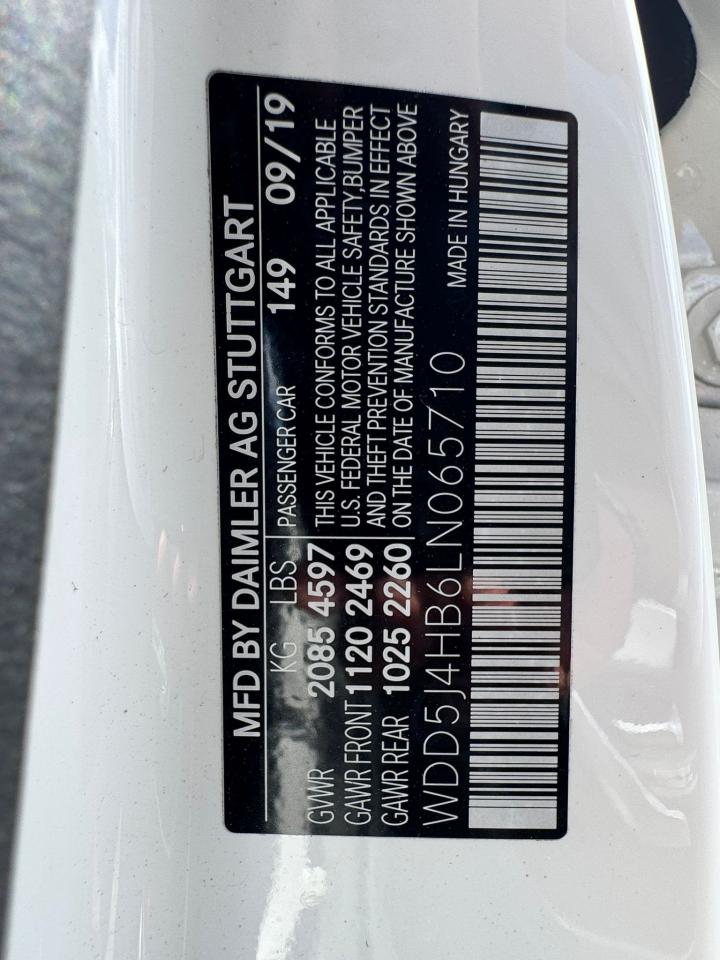 MFD BY DAIMLER AG STUTTGART
KG LBS PASSENGER CAR 149 09/19
GVWR 2085 4597 THIS VEHICLE CONFORMS TO ALL APPLICABLE
GAWR FRONT 1120 2469 U.S. FEDERAL MOTOR VEHICLE SAFETY,BUMPER
GAWR REAR 1025 2260 AND THEFT PREVENTION STANDARDS IN EFFECT
ON THE DATE OF MANUFACTURE SHOWN ABOVE
WDD5J4HB6LN065710 MADE IN HUNGARY